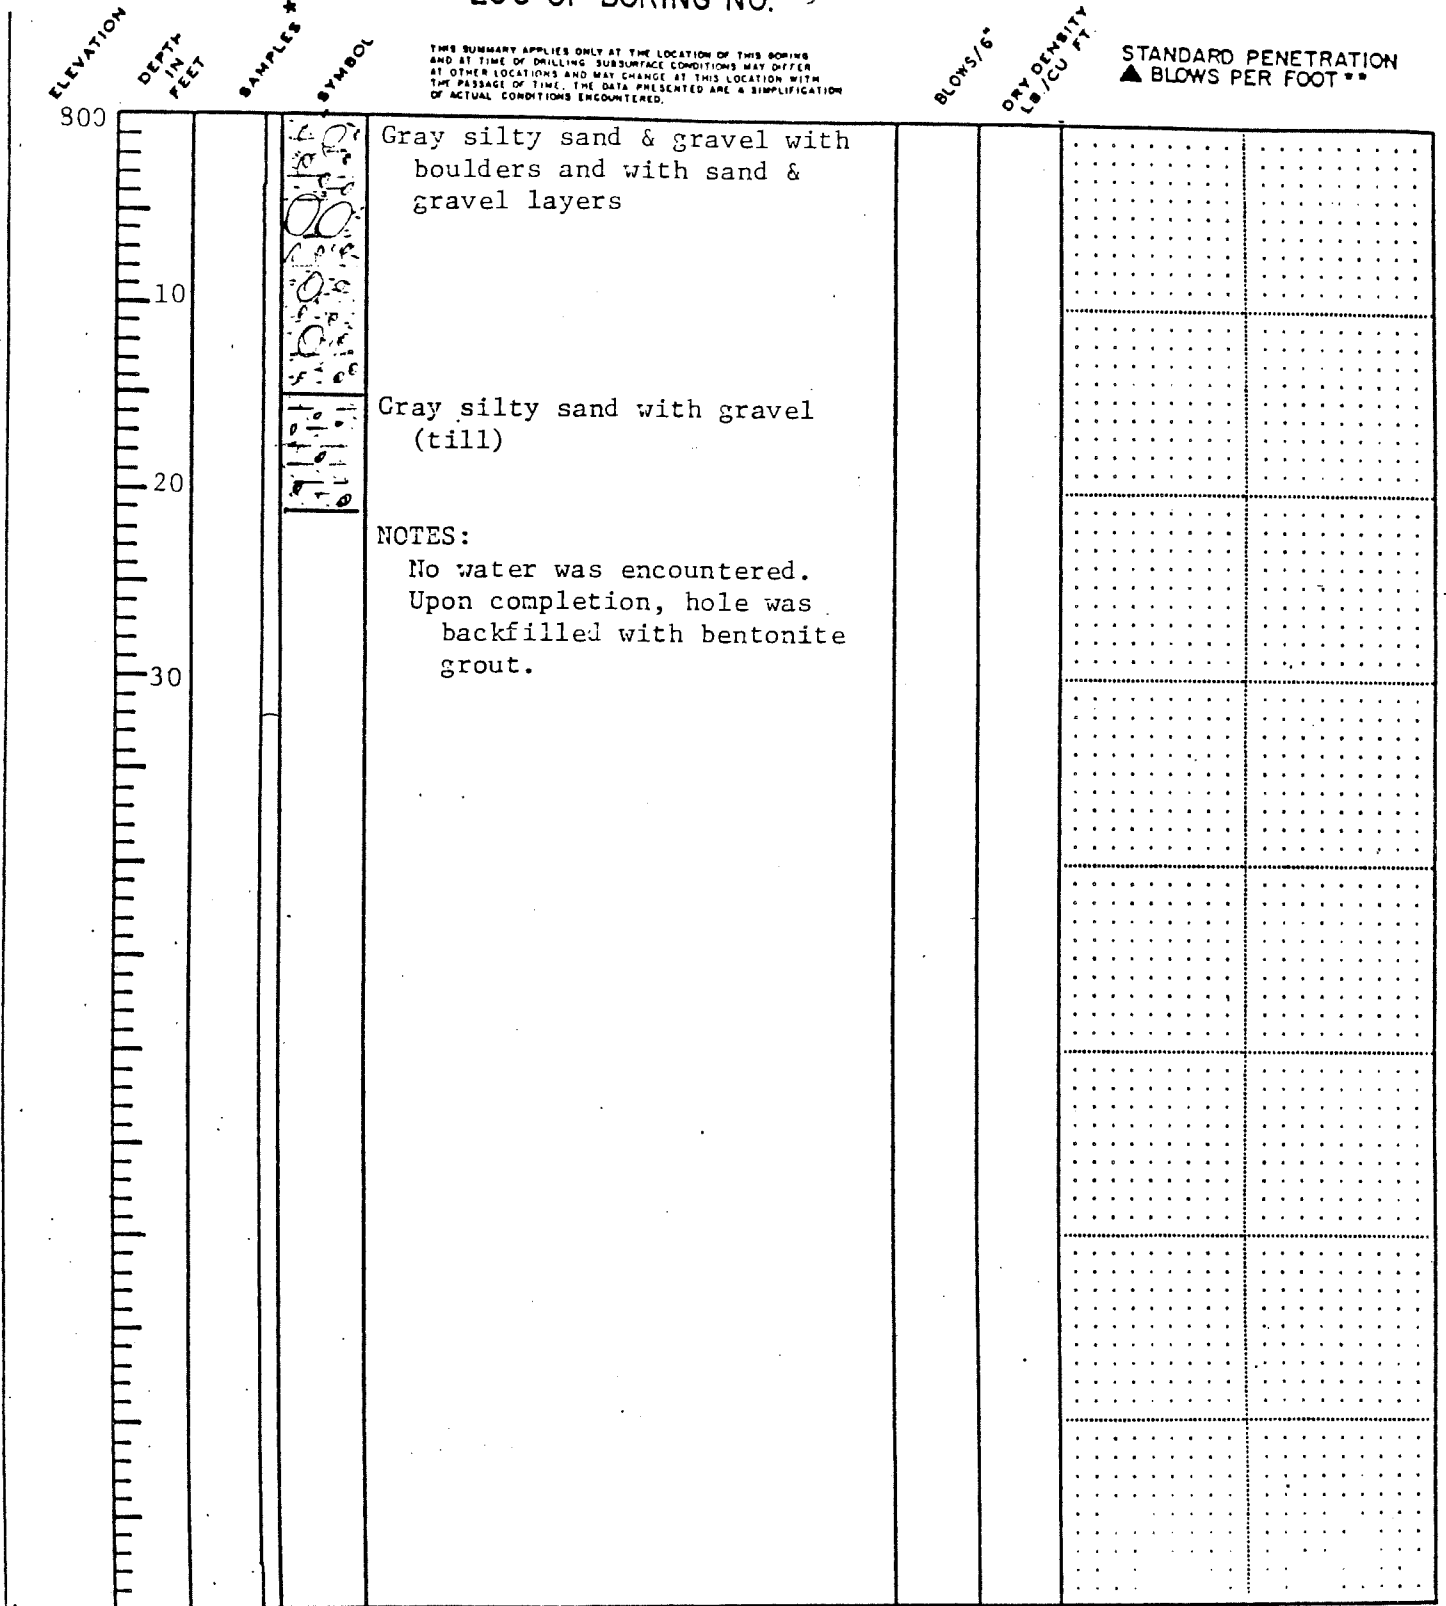 LOG OF BORING NO.
ELEVATION
DEPTH
IN
FEET
SAMPLES *
SYMBOL
THIS SUMMARY APPLIES ONLY AT THE LOCATION OF THIS BORING
AND AT TIME OF DRILLING SUBSURFACE CONDITIONS MAY DIFFER
AT OTHER LOCATIONS AND MAY CHANGE AT THIS LOCATION WITH
THE PASSAGE OF TIME. THE DATA PRESENTED ARE A SIMPLIFICATION
OF ACTUAL CONDITIONS ENCOUNTERED.
BLOWS/6"
DRY DENSITY
LB./CU FT.
STANDARD PENETRATION
▲ BLOWS PER FOOT **
Gray silty sand & gravel with
boulders and with sand &
gravel layers
10
Gray silty sand with gravel
(till)
20
NOTES:
No water was encountered.
Upon completion, hole was
backfilled with bentonite
grout.
30